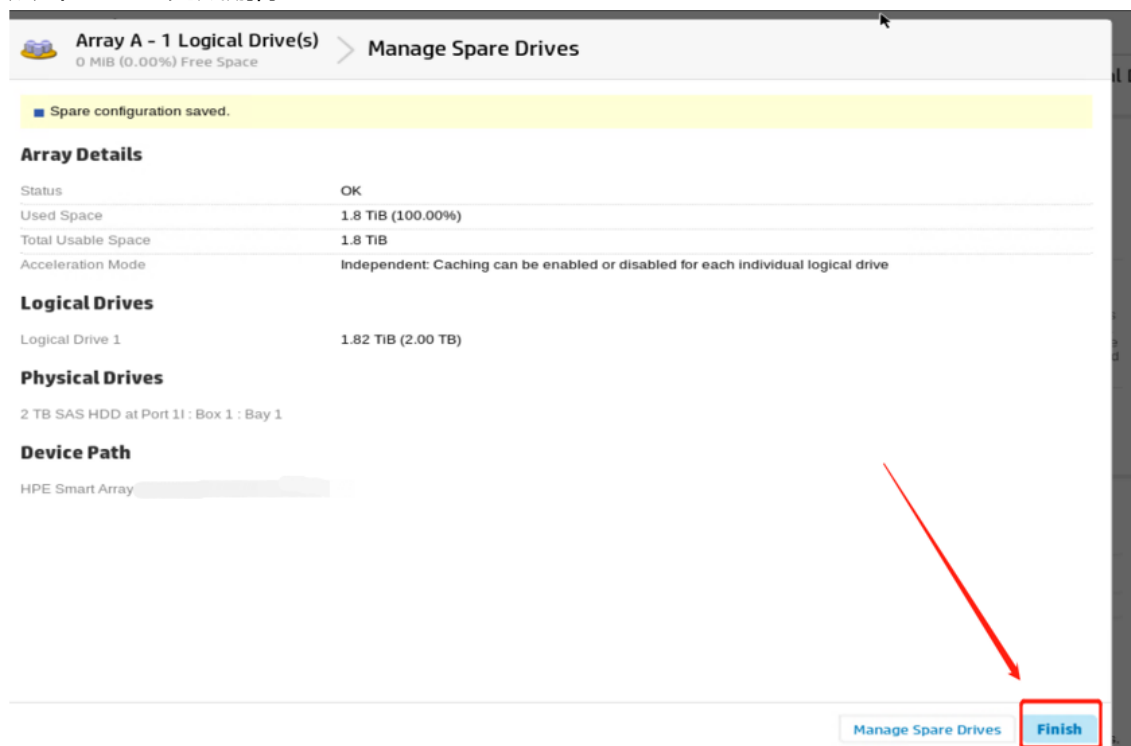 Array A - 1 Logical Drive(s)
0 MiB (0.00%) Free Space
Manage Spare Drives
Spare configuration saved.
Array Details
Status OK
Used Space 1.8 TiB (100.00%)
Total Usable Space 1.8 TiB
Acceleration Mode Independent: Caching can be enabled or disabled for each individual logical drive
Logical Drives
Logical Drive 1 1.82 TiB (2.00 TB)
Physical Drives
2 TB SAS HDD at Port 1I : Box 1 : Bay 1
Device Path
HPE Smart Array
Manage Spare Drives Finish